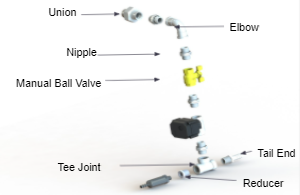 Union
Elbow
Nipple
Manual Ball Valve
Tail End
Tee Joint
Reducer